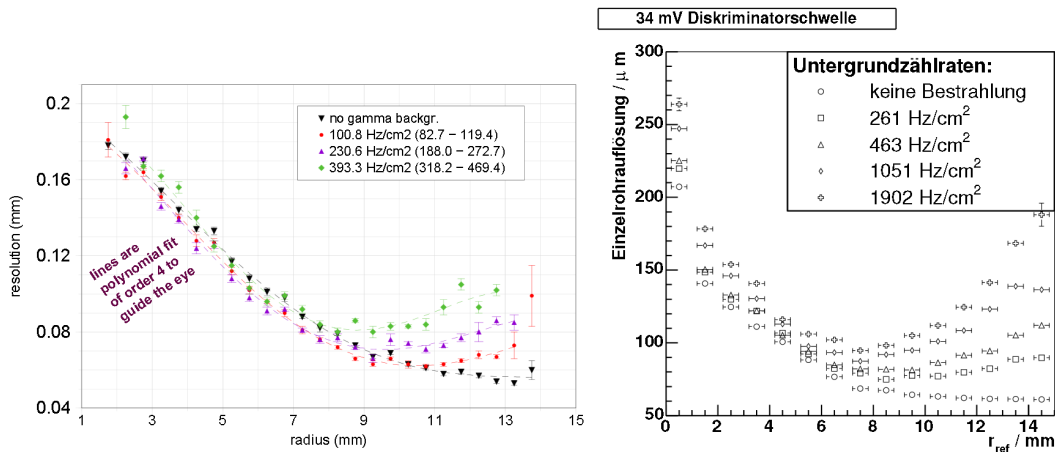 0.2
0.16
0.12
0.08
0.04
resolution (mm)
no gamma backgr.
100.8 Hz/cm2 (82.7 – 119.4)
230.6 Hz/cm2 (188.0 – 272.7)
393.3 Hz/cm2 (318.2 – 469.4)
lines are
polynomial fit
of order 4 to
guide the eye
1 3 5 7 9 11 13 15
radius (mm)
34 mV Diskriminatorschwelle
300
250
200
150
100
50
Einzelrohrauflösung / μ m
Untergrundzählraten:
keine Bestrahlung
261 Hz/cm²
463 Hz/cm²
1051 Hz/cm²
1902 Hz/cm²
0 2 4 6 8 10 12 14
r_ref / mm